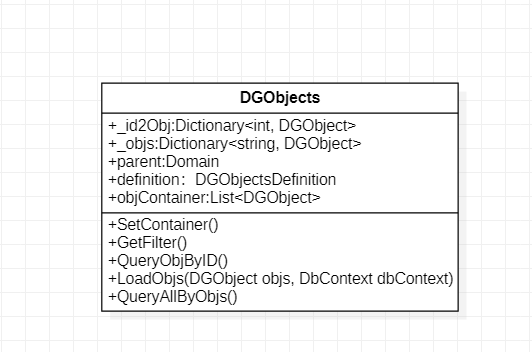 DGObjects
+_id2Obj:Dictionary<int, DGObject>
+_objs:Dictionary<string, DGObject>
+parent:Domain
+definition：DGObjectsDefinition
+objContainer:List<DGObject>
+SetContainer()
+GetFilter()
+QueryObjByID()
+LoadObjs(DGObject objs, DbContext dbContext)
+QueryAllByObjs()